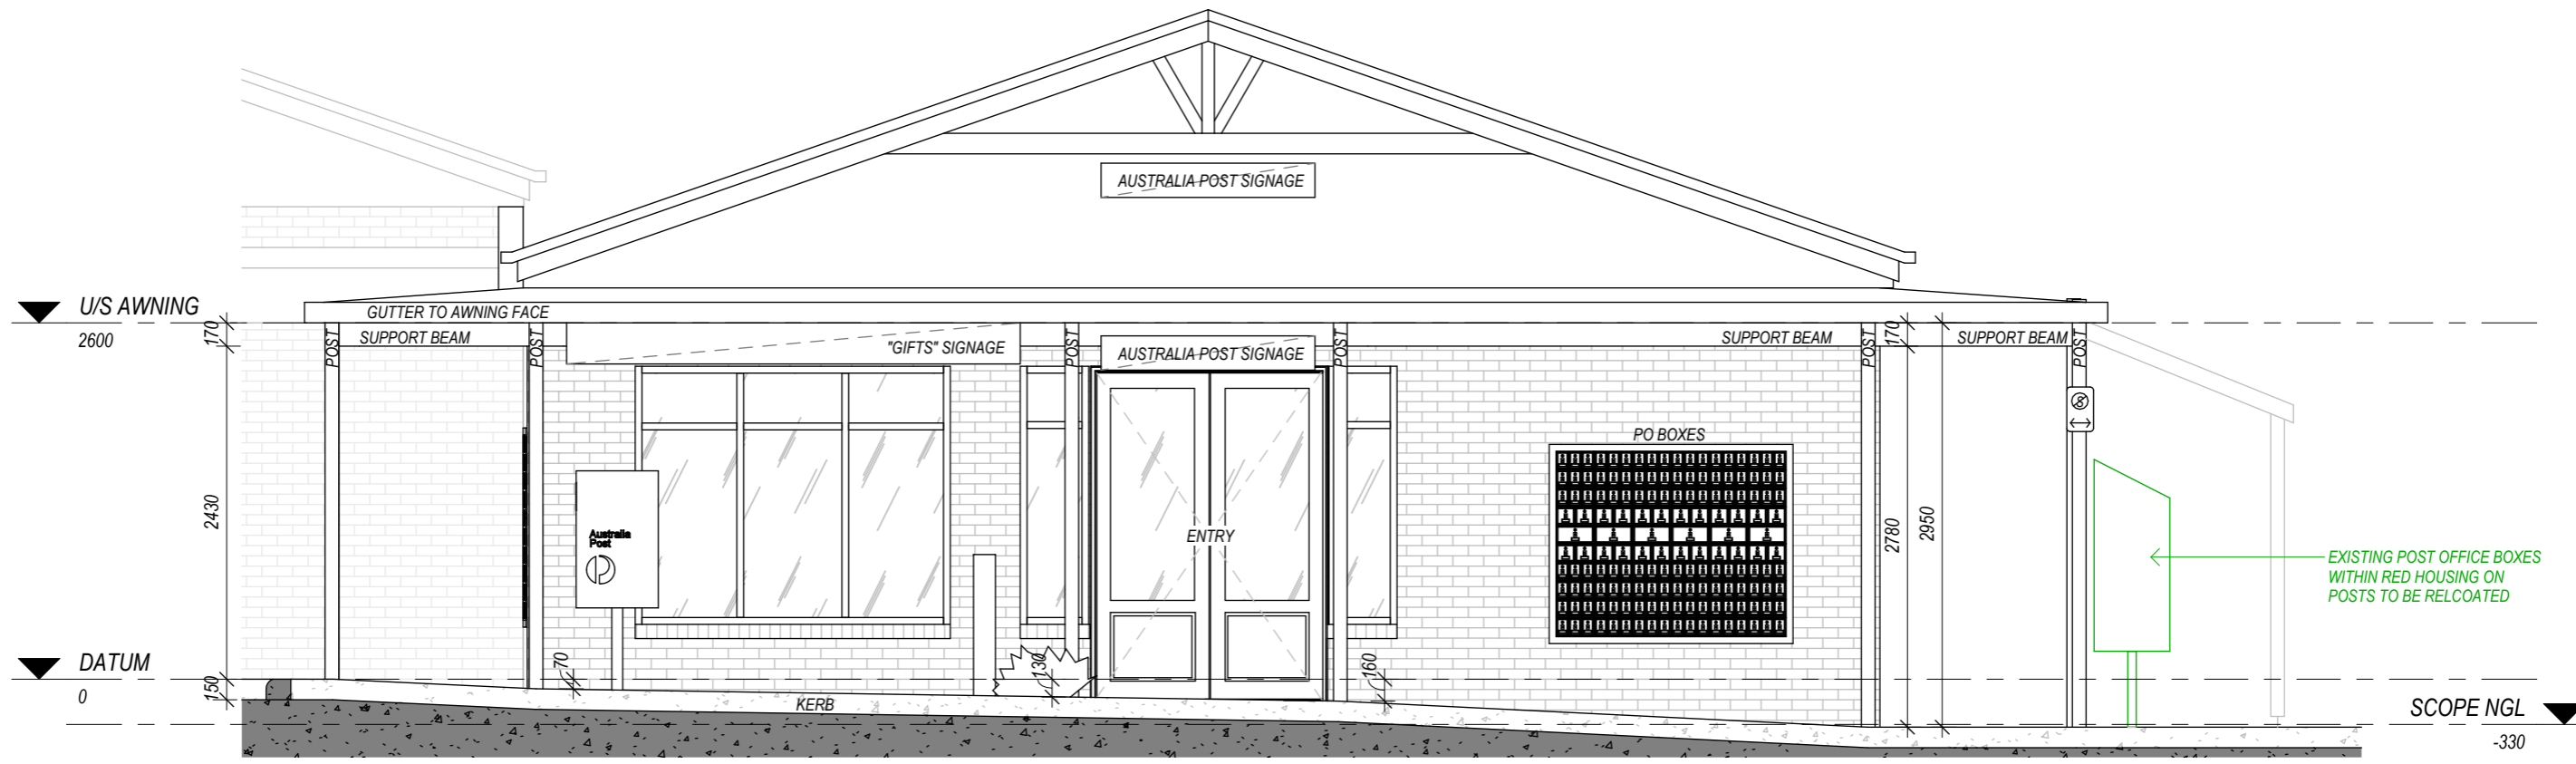 AUSTRALIA POST SIGNAGE
U/S AWNING
2600
GUTTER TO AWNING FACE
170
POST
SUPPORT BEAM
POST
"GIFTS" SIGNAGE
POST
AUSTRALIA POST SIGNAGE
POST
SUPPORT BEAM
POST
170
SUPPORT BEAM
POST
S
PO BOXES
2430
Australia
Post
ENTRY
2780
2950
EXISTING POST OFFICE BOXES
WITHIN RED HOUSING ON
POSTS TO BE RELCOATED
DATUM
0
150
70
130
160
KERB
SCOPE NGL
-330